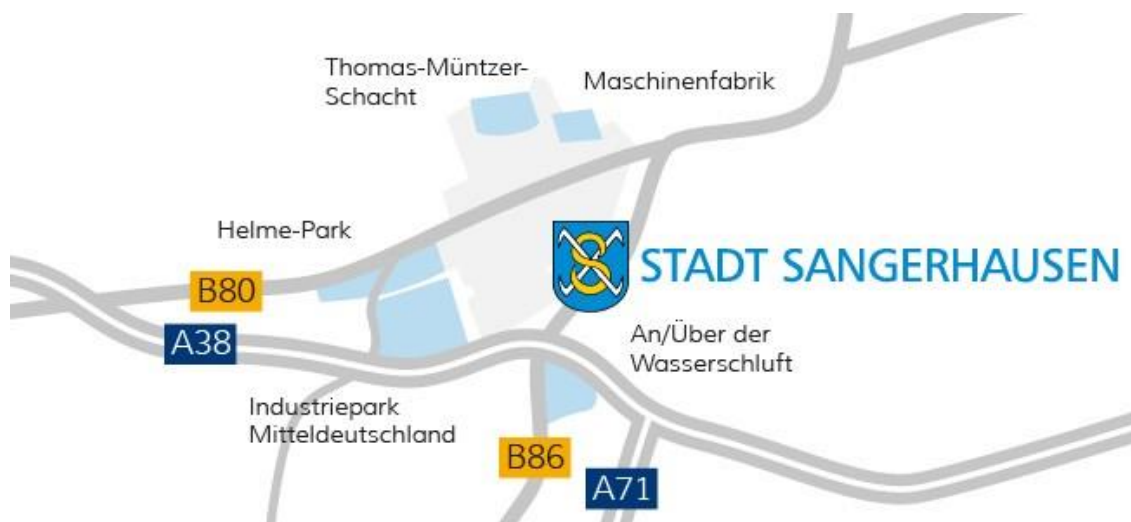 Thomas-Müntzer-
Schacht
Maschinenfabrik
Helme-Park
STADT SANGERHAUSEN
B80
A38
An/Über der
Wasserschluft
Industriepark
Mitteldeutschland
B86
A71